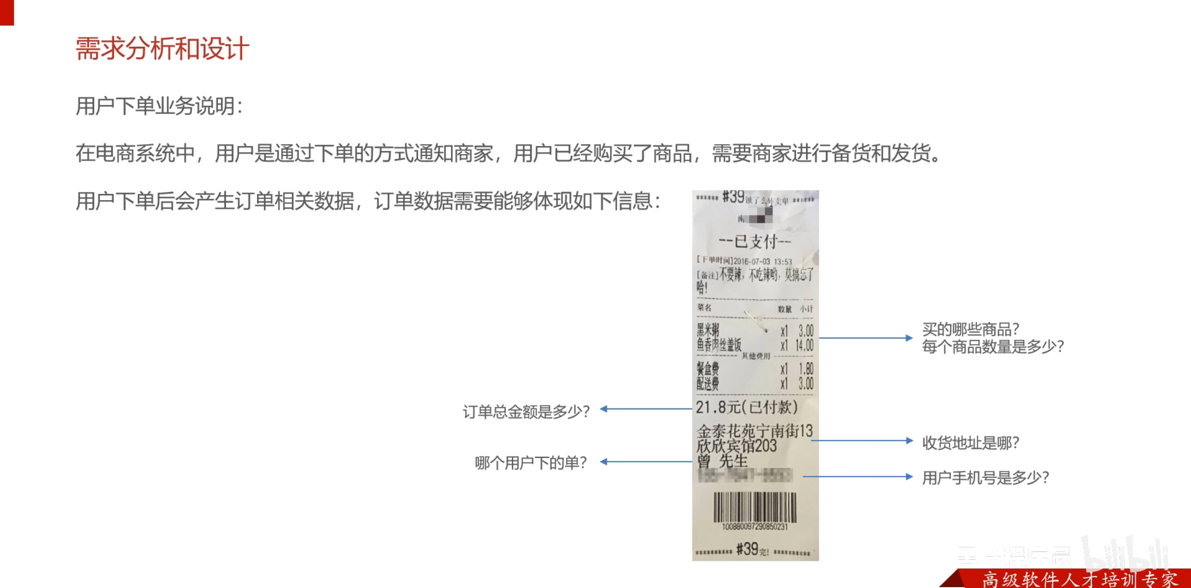 需求分析和设计
用户下单业务说明：
在电商系统中，用户是通过下单的方式通知商家，用户已经购买了商品，需要商家进行备货和发货。
用户下单后会产生订单相关数据，订单数据需要能够体现如下信息：
****** #39 饿了么外卖单 ******
--已支付--
[下单时间]2016-07-03 13:53
[备注]不要辣，不吃辣哟，莫搞忘了
哈！
菜名 数量 小计
黑米粥 x1 3.00
鱼香肉丝盖饭 x1 14.00
其他费用
餐盒费 x1 1.80
配送费 x1 3.00
21.8元(已付款)
金泰花苑宁南街13
欣欣宾馆203
曾 先生
100880097290850231
#39 完!
买的哪些商品？
每个商品数量是多少？
订单总金额是多少？
收货地址是哪？
哪个用户下的单？
用户手机号是多少？
bilibili
高级软件人才培训专家